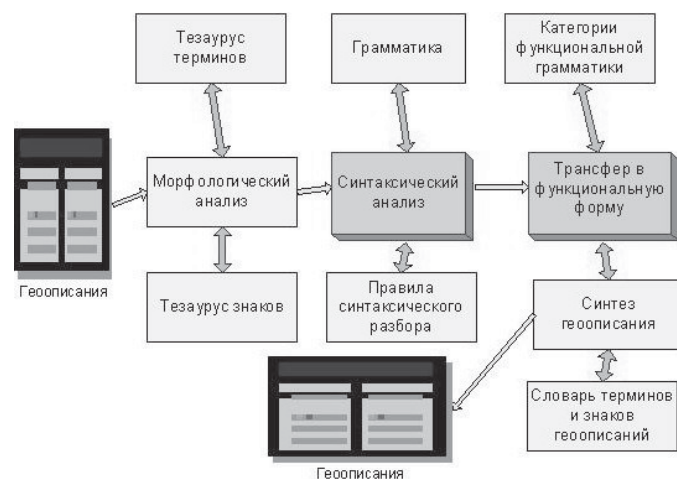 Тезаурус
терминов
Грамматика
Категории
функциональной
грамматики
Морфологический
анализ
Синтаксический
анализ
Трансфер в
функциональную
форму
Геоописания
Тезаурус знаков
Правила
синтаксического
разбора
Синтез
геоописания
Словарь терминов
и знаков
геоописаний
Геоописания